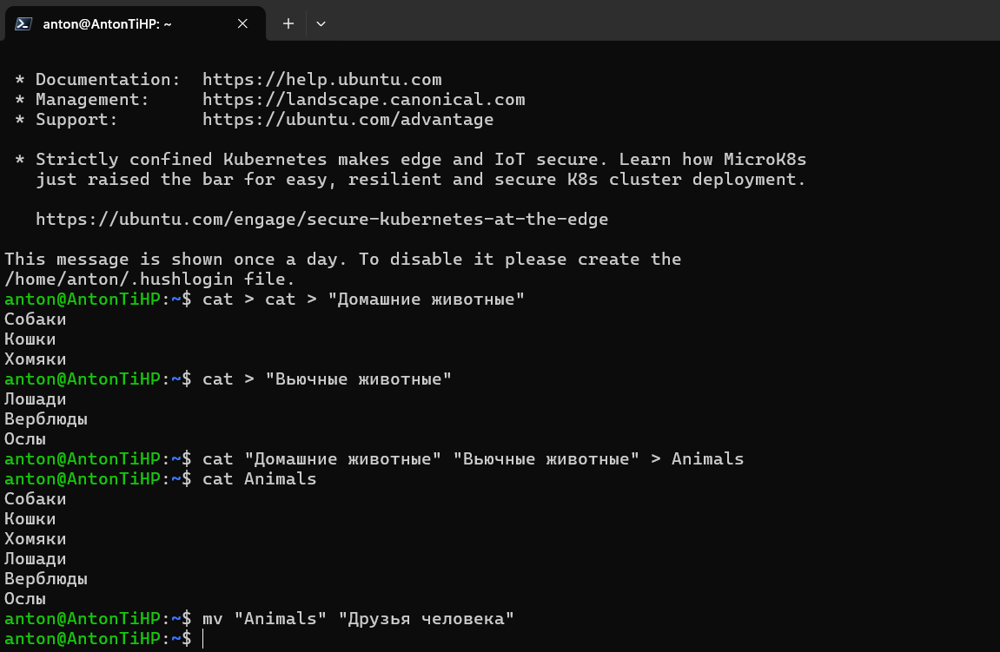 anton@AntonTiHP: ~
* Documentation:  https://help.ubuntu.com
* Management:     https://landscape.canonical.com
* Support:        https://ubuntu.com/advantage
* Strictly confined Kubernetes makes edge and IoT secure. Learn how MicroK8s
just raised the bar for easy, resilient and secure K8s cluster deployment.
https://ubuntu.com/engage/secure-kubernetes-at-the-edge
This message is shown once a day. To disable it please create the
/home/anton/.hushlogin file.
anton@AntonTiHP:~$ cat > cat > "Домашние животные"
Собаки
Кошки
Хомяки
anton@AntonTiHP:~$ cat > "Вьючные животные"
Лошади
Верблюды
Ослы
anton@AntonTiHP:~$ cat "Домашние животные" "Вьючные животные" > Animals
anton@AntonTiHP:~$ cat Animals
Собаки
Кошки
Хомяки
Лошади
Верблюды
Ослы
anton@AntonTiHP:~$ mv "Animals" "Друзья человека"
anton@AntonTiHP:~$